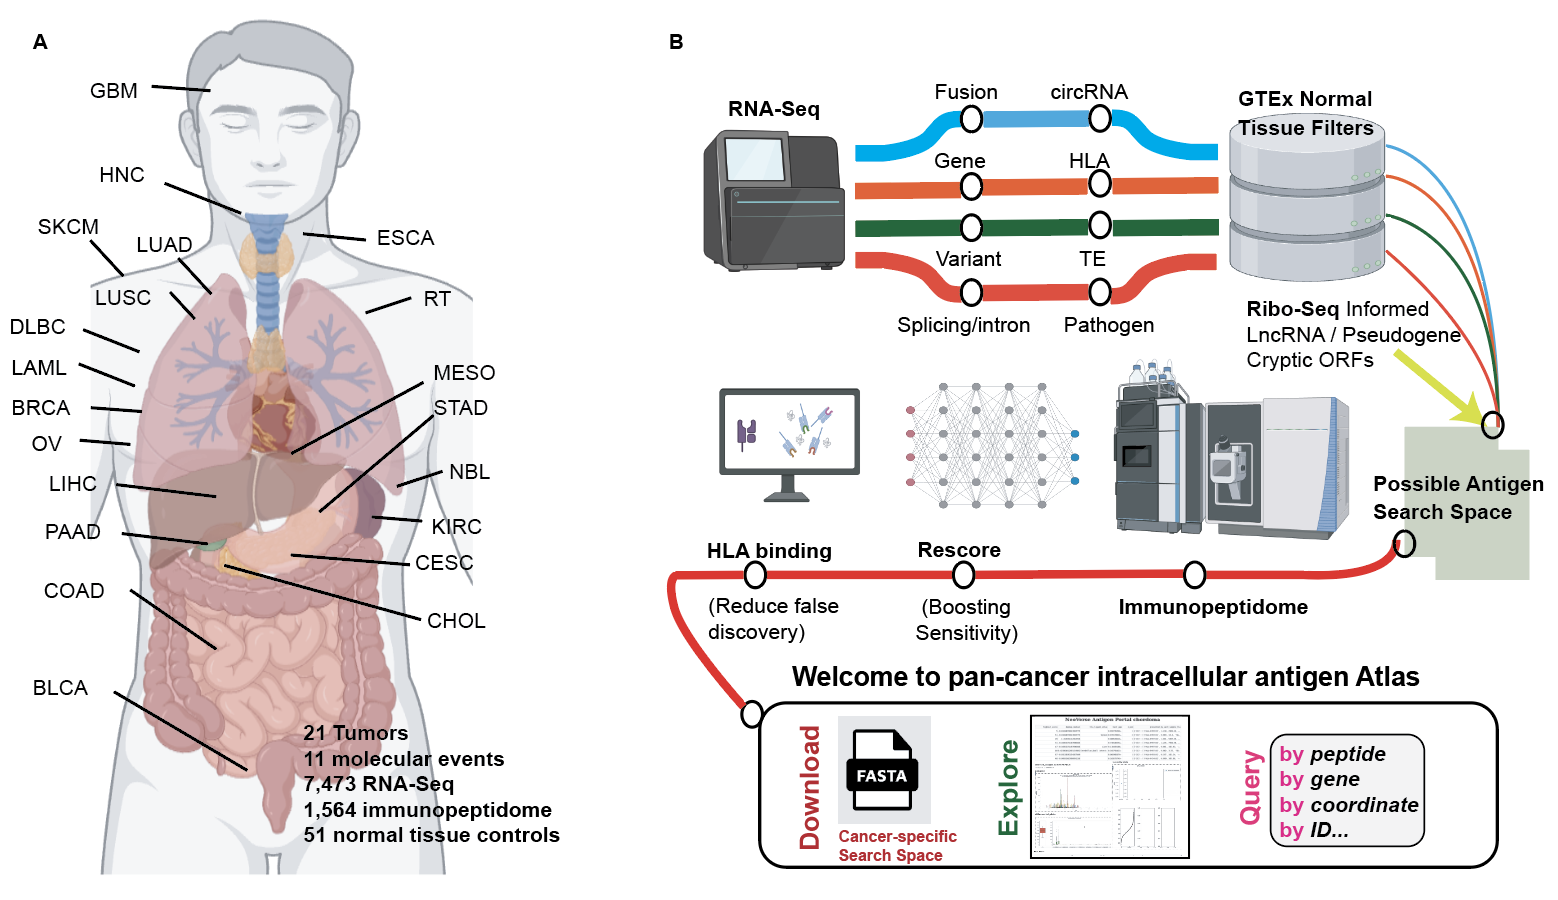 A
GBM
HNC
SKCM
LUAD
ESCA
LUSC
RT
DLBC
LAML
MESO
BRCA
STAD
OV
NBL
LIHC
KIRC
PAAD
CESC
COAD
CHOL
BLCA
21 Tumors
11 molecular events
7,473 RNA-Seq
1,564 immunopeptidome
51 normal tissue controls
B
RNA-Seq
Fusion
circRNA
Gene
HLA
Variant
TE
Splicing/intron
Pathogen
GTEx Normal
Tissue Filters
Ribo-Seq Informed
LncRNA / Pseudogene
Cryptic ORFs
Possible Antigen
Search Space
HLA binding
(Reduce false
discovery)
Rescore
(Boosting
Sensitivity)
Immunopeptidome
Welcome to pan-cancer intracellular antigen Atlas
Download
FASTA
Cancer-specific
Search Space
Explore
NeoVerse Antigen Portal chordoma
Query
by peptide
by gene
by coordinate
by ID...